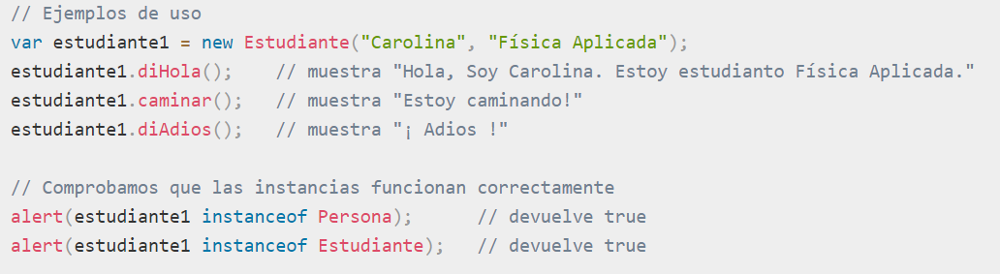 // Ejemplos de uso
var estudiante1 = new Estudiante("Carolina", "Física Aplicada");
estudiante1.diHola();    // muestra "Hola, Soy Carolina. Estoy estudianto Física Aplicada."
estudiante1.caminar();   // muestra "Estoy caminando!"
estudiante1.diAdios();   // muestra "¡ Adios !"

// Comprobamos que las instancias funcionan correctamente
alert(estudiante1 instanceof Persona);      // devuelve true
alert(estudiante1 instanceof Estudiante);   // devuelve true